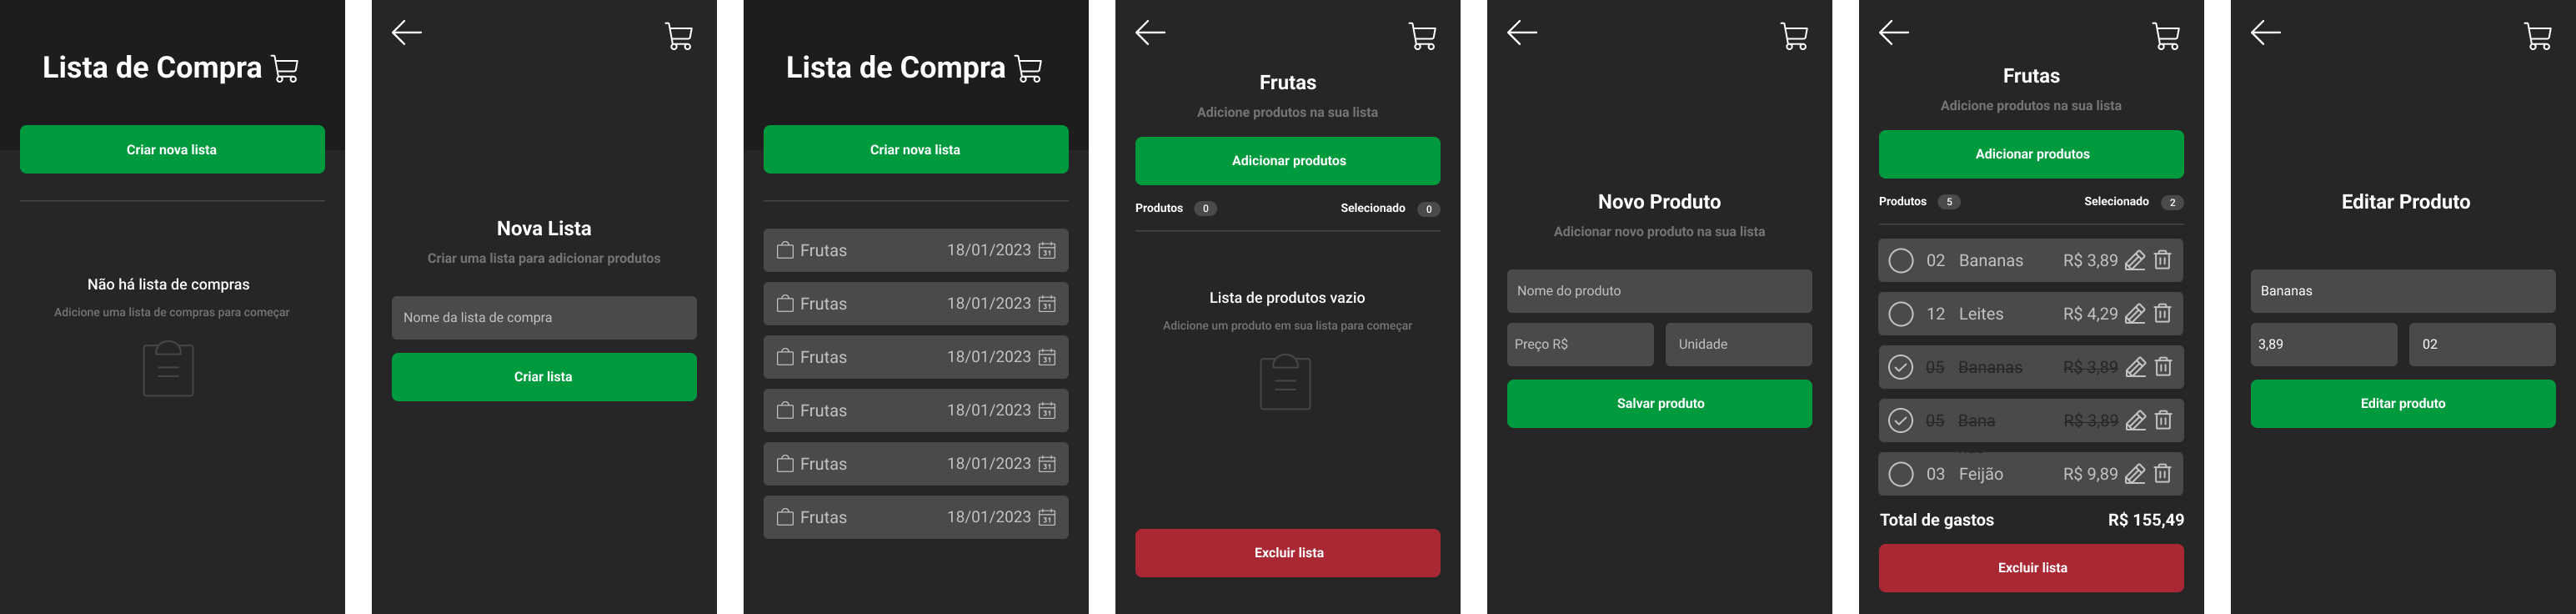 Lista de Compra
Criar nova lista
Não há lista de compras
Adicione uma lista de compras para começar
Nova Lista
Criar uma lista para adicionar produtos
Nome da lista de compra
Criar lista
Lista de Compra
Criar nova lista
Frutas 18/01/2023 31
Frutas 18/01/2023 31
Frutas 18/01/2023 31
Frutas 18/01/2023 31
Frutas 18/01/2023 31
Frutas 18/01/2023 31
Frutas
Adicione produtos na sua lista
Adicionar produtos
Produtos 0 Selecionado 0
Lista de produtos vazio
Adicione um produto em sua lista para começar
Excluir lista
Novo Produto
Adicionar novo produto na sua lista
Nome do produto
Preço R$ Unidade
Salvar produto
Frutas
Adicione produtos na sua lista
Adicionar produtos
Produtos 5 Selecionado 2
02 Bananas R$ 3,89
12 Leites R$ 4,29
05 Bananas R$ 3,89
05 Bana R$ 3,89
03 Feijão R$ 9,89
Total de gastos R$ 155,49
Excluir lista
Editar Produto
Bananas
3,89 02
Editar produto